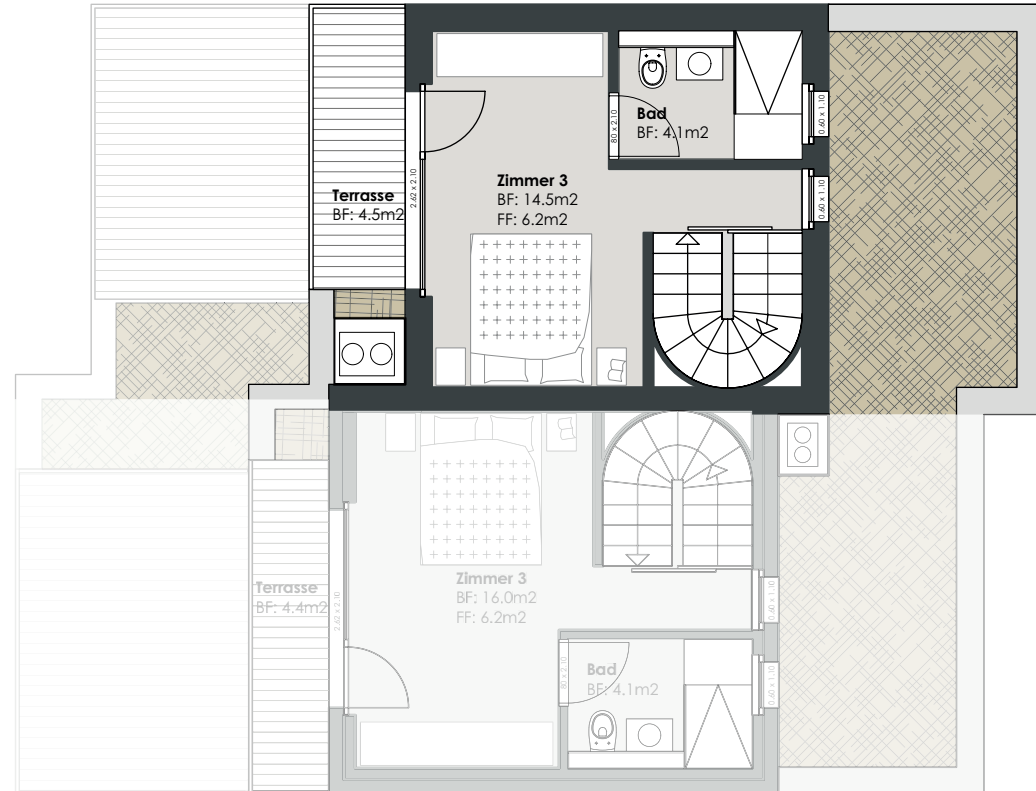 Bad
BF: 4.1m2
80 x 2.10
0.60 x 1.10
Zimmer 3
BF: 14.5m2
FF: 6.2m2
Terrasse
BF: 4.5m2
2.62 x 2.10
0.60 x 1.10
Zimmer 3
BF: 16.0m2
FF: 6.2m2
Terrasse
BF: 4.4m2
2.62 x 2.10
0.60 x 1.10
Bad
BF: 4.1m2
80 x 2.10
0.60 x 1.10